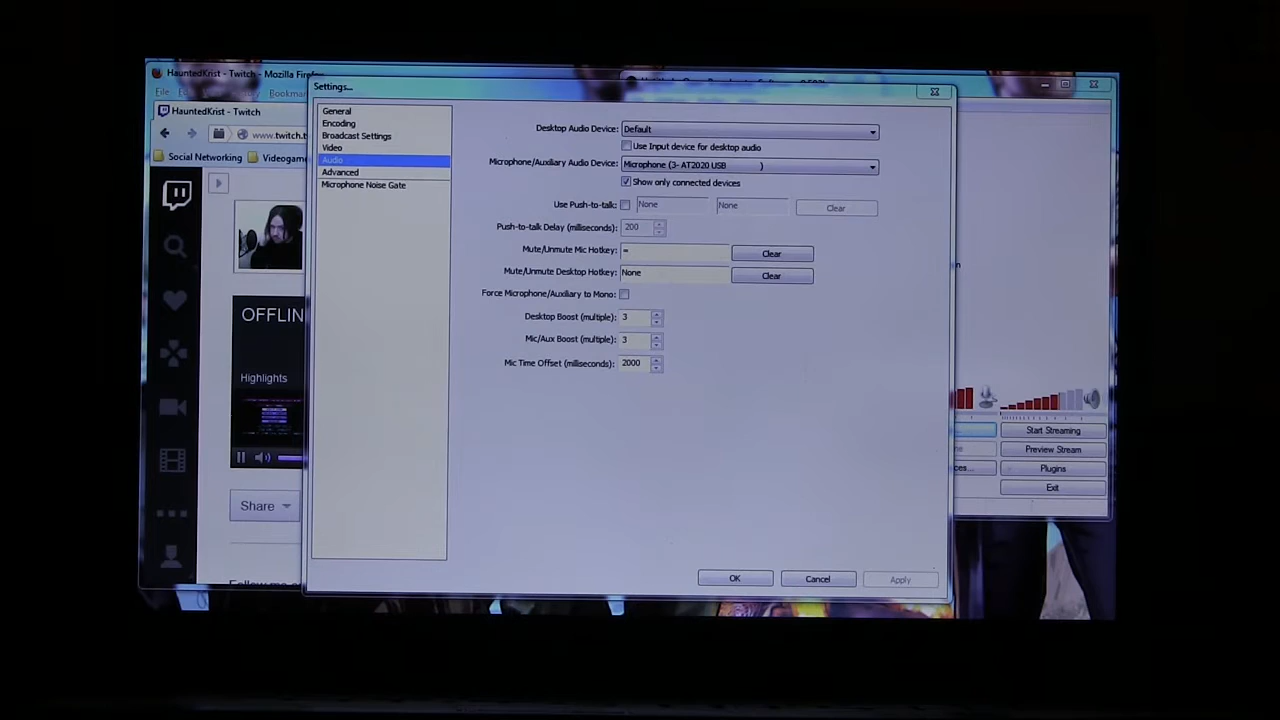 HauntedKrist - Twitch - Mozilla Firefox
File
Bookmar
HauntedKrist - Twitch
www.twitch.t
Social Networking
Videogam
OFFLIN
Highlights
Share
Settings...
General
Encoding
Broadcast Settings
Video
Audio
Advanced
Microphone Noise Gate
Desktop Audio Device: Default
Use Input device for desktop audio
Microphone/Auxiliary Audio Device: Microphone (3- AT2020 USB )
Show only connected devices
Use Push-to-talk: None None Clear
Push-to-talk Delay (miliseconds): 200
Mute/Unmute Mic Hotkey: = Clear
Mute/Unmute Desktop Hotkey: None Clear
Force Microphone/Auxiliary to Mono:
Desktop Boost (multiple): 3
Mic/Aux Boost (multiple): 3
Mic Time Offset (milliseconds): 2000
OK Cancel Apply
Start Streaming
Preview Stream
Plugins
Exit